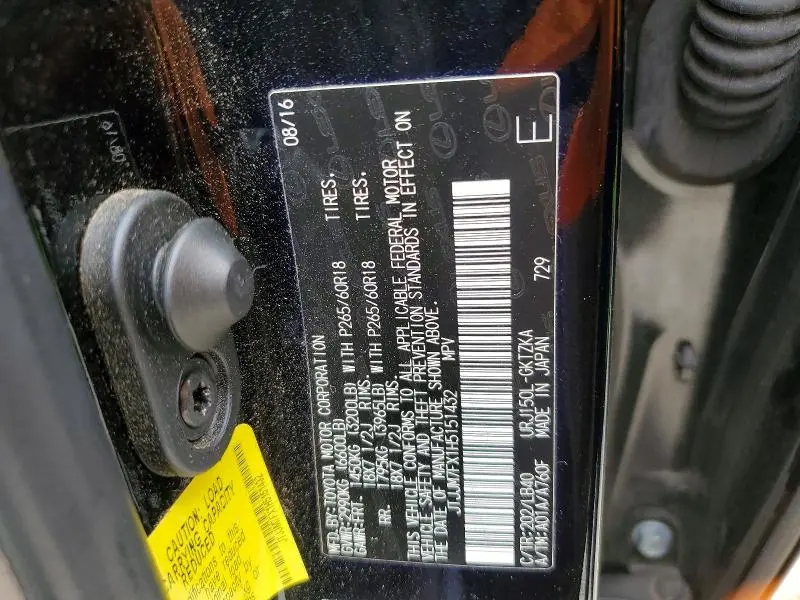 MFD.BY:TOYOTA MOTOR CORPORATION 08/16
GVWR:2990KG (6600LB)
GAWR:FRT. 1450KG (3200LB) WITH P265/60R18 TIRES,
18X7 1/2J RIMS,
RR. 1795KG (3965LB) WITH P265/60R18 TIRES,
18X7 1/2J RIMS,
THIS VEHICLE CONFORMS TO ALL APPLICABLE FEDERAL MOTOR
VEHICLE SAFETY AND THEFT PREVENTION STANDARDS IN EFFECT ON
THE DATE OF MANUFACTURE SHOWN ABOVE.
JTJJM7FX1H5151432 MPV
C/TR:202/LB40 URJ150L-GKTZKA 729 E
A/TM:A01A/A760F MADE IN JAPAN
CAUTION: LOAD
CARRYING CAPACITY
REDUCED